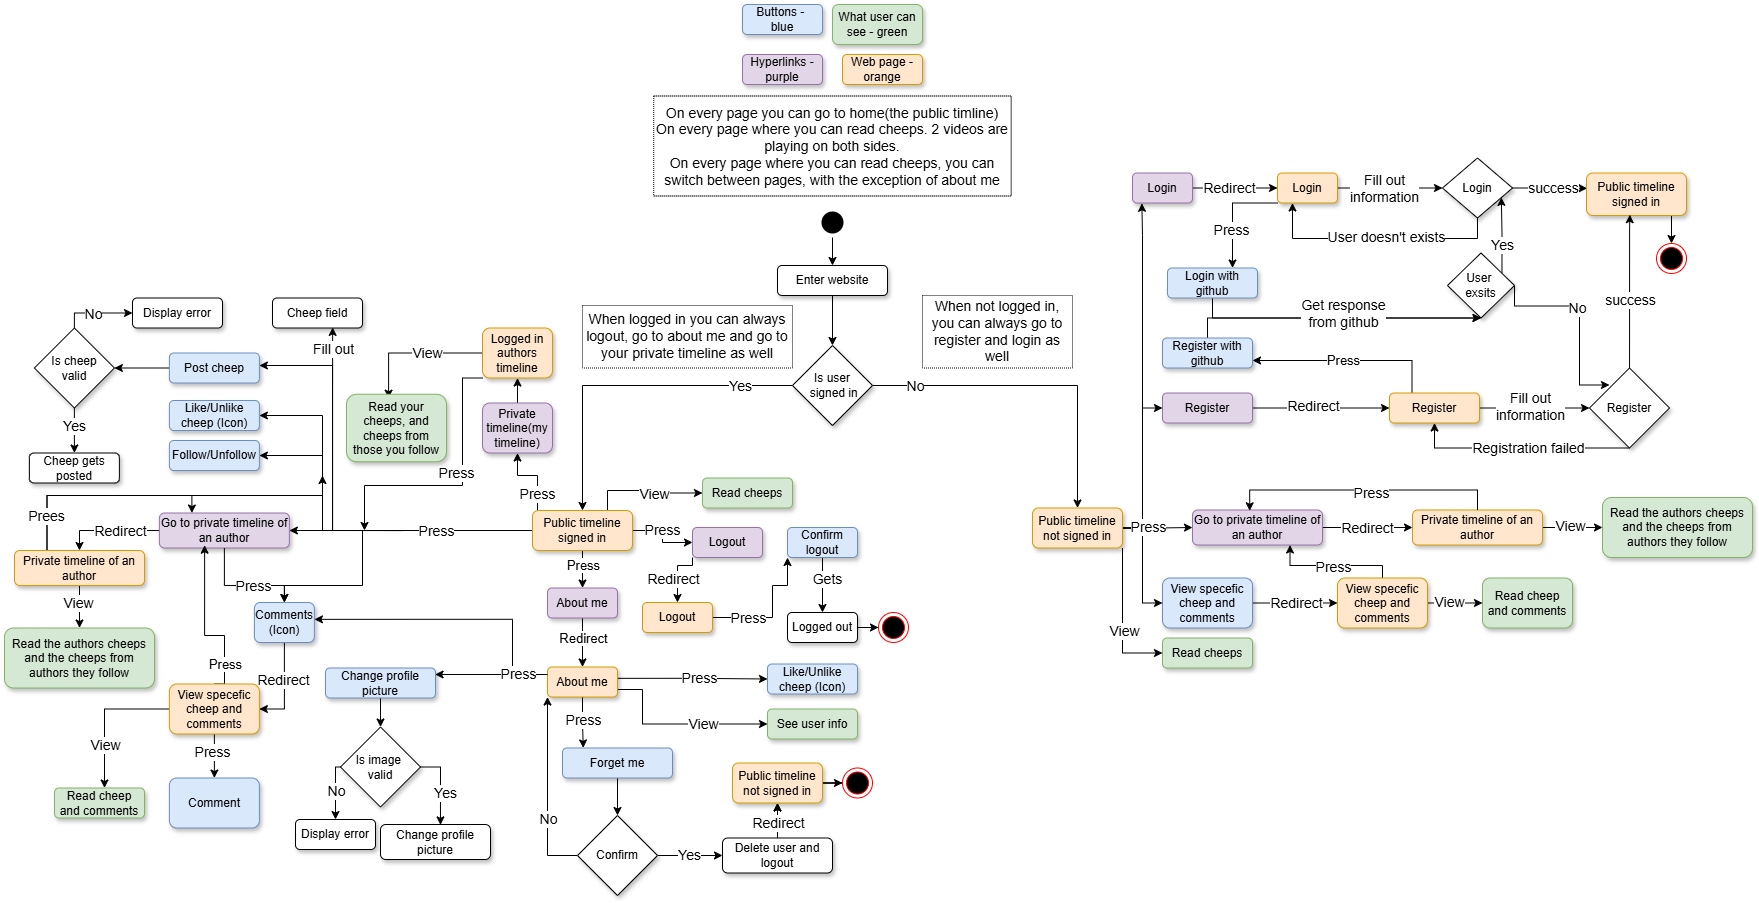 Buttons -
blue
What user can
see - green
Hyperlinks -
purple
Web page -
orange
On every page you can go to home(the public timline)
On every page where you can read cheeps. 2 videos are
playing on both sides.
On every page where you can read cheeps, you can
switch between pages, with the exception of about me
Enter website
When logged in you can always
logout, go to about me and go to
your private timeline as well
When not logged in,
you can always go to
register and login as
well
Is user
signed in
Yes
No
Login
Redirect
Login
Fill out
information
Login
success
Public timeline
signed in
User doesn't exists
Press
Yes
Login with
github
User
exsits
Get response
from github
No
success
Register with
github
Press
Register
Redirect
Register
Fill out
information
Register
Registration failed
No
Display error
Cheep field
Is cheep
valid
Post cheep
Fill out
Yes
Like/Unlike
cheep (Icon)
Cheep gets
posted
Follow/Unfollow
View
Logged in
authors
timeline
Read your
cheeps, and
cheeps from
those you follow
Private
timeline(my
timeline)
Press
Press
Prees
Redirect
Go to private timeline of
an author
Press
Public timeline
signed in
View
Read cheeps
Press
Logout
Confirm
logout
Redirect
Gets
Logout
Press
Logged out
Private timeline of an
author
View
Read the authors cheeps
and the cheeps from
authors they follow
Press
Comments
(Icon)
Press
Redirect
View specefic
cheep and
comments
View
Press
Read cheep
and comments
Comment
Press
About me
Redirect
About me
Press
Change profile
picture
Is image
valid
No
Yes
Display error
Change profile
picture
Press
Like/Unlike
cheep (Icon)
View
See user info
Press
Forget me
Confirm
No
Yes
Delete user and
logout
Redirect
Public timeline
not signed in
Public timeline
not signed in
Press
Press
Go to private timeline of
an author
Redirect
Private timeline of an
author
View
Read the authors cheeps
and the cheeps from
authors they follow
Press
View specefic
cheep and
comments
Redirect
View specefic
cheep and
comments
View
Read cheep
and comments
View
Read cheeps